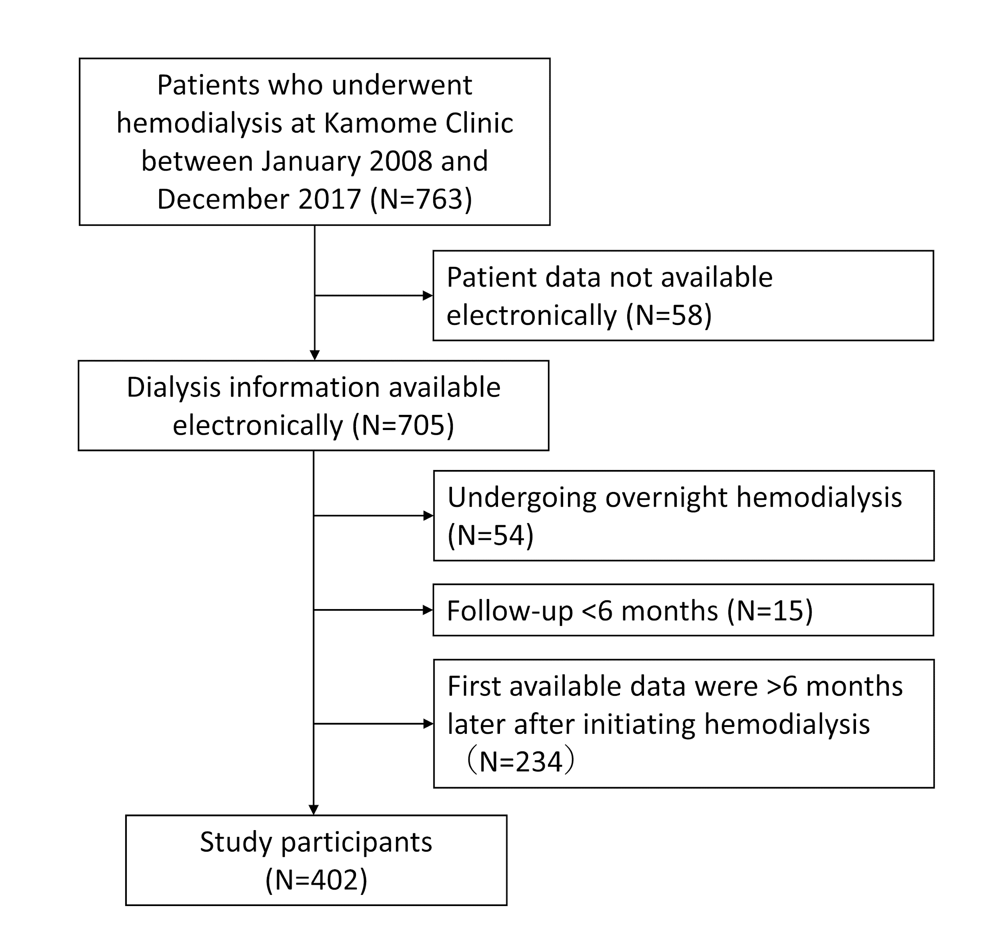 Patients who underwent
hemodialysis at Kamome Clinic
between January 2008 and
December 2017 (N=763)
Patient data not available
electronically (N=58)
Dialysis information available
electronically (N=705)
Undergoing overnight hemodialysis
(N=54)
Follow-up <6 months (N=15)
First available data were >6 months
later after initiating hemodialysis
（N=234）
Study participants
(N=402)